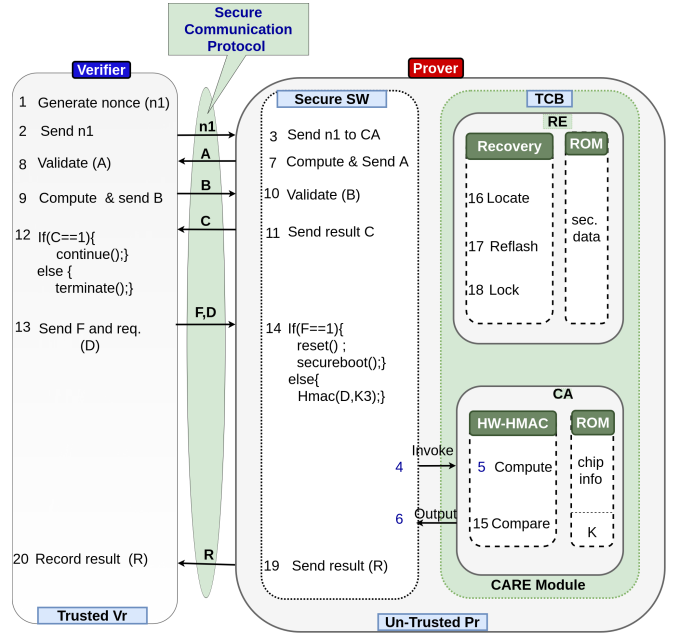 Secure
Communication
Protocol
Verifier
Prover
1 Generate nonce (n1)
2 Send n1
8 Validate (A)
9 Compute & send B
12 If(C==1){
continue();}
else {
terminate();}
13 Send F and req.
(D)
20 Record result (R)
Trusted Vr
n1
A
B
C
F,D
R
Secure SW
3 Send n1 to CA
7 Compute & Send A
10 Validate (B)
11 Send result C
14 If(F==1){
reset() ;
secureboot();}
else{
Hmac(D,K3);}
4
Invoke
6
Output
19 Send result (R)
Un-Trusted Pr
TCB
RE
Recovery
ROM
16 Locate
17 Reflash
18 Lock
sec.
data
CA
HW-HMAC
ROM
5 Compute
15 Compare
chip
info
K
CARE Module